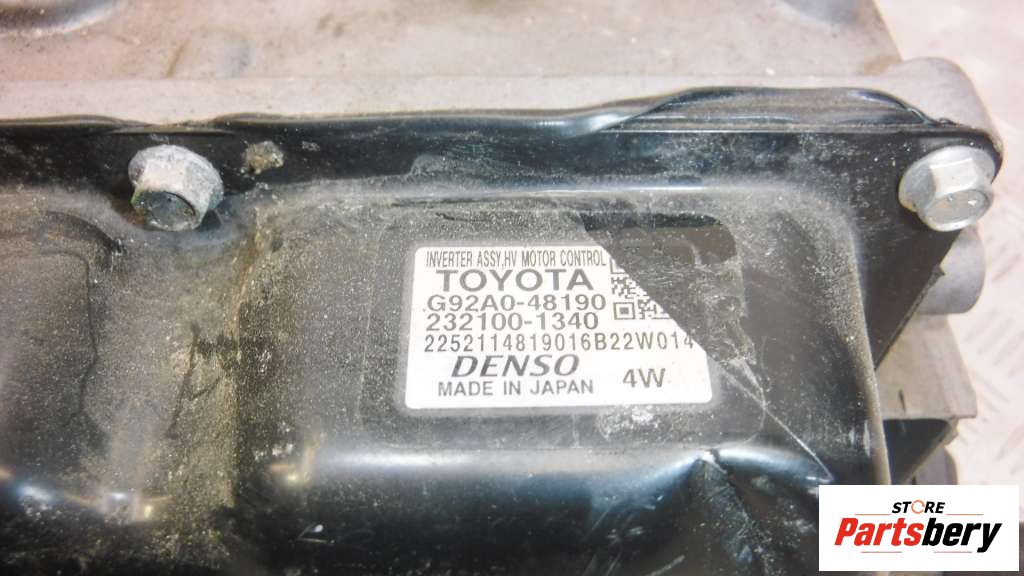 INVERTER ASSY,HV MOTOR CONTROL
TOYOTA
G92A0-48190
232100-1340
2252114819016B22W014
DENSO
MADE IN JAPAN 4W
STORE
Partsbery